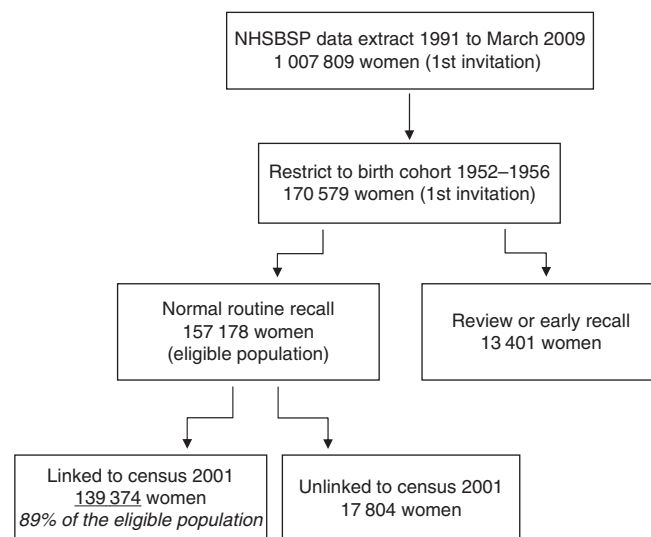 NHSBSP data extract 1991 to March 2009
1 007 809 women (1st invitation)
Restrict to birth cohort 1952–1956
170 579 women (1st invitation)
Normal routine recall
157 178 women
(eligible population)
Review or early recall
13 401 women
Linked to census 2001
139 374 women
89% of the eligible population
Unlinked to census 2001
17 804 women